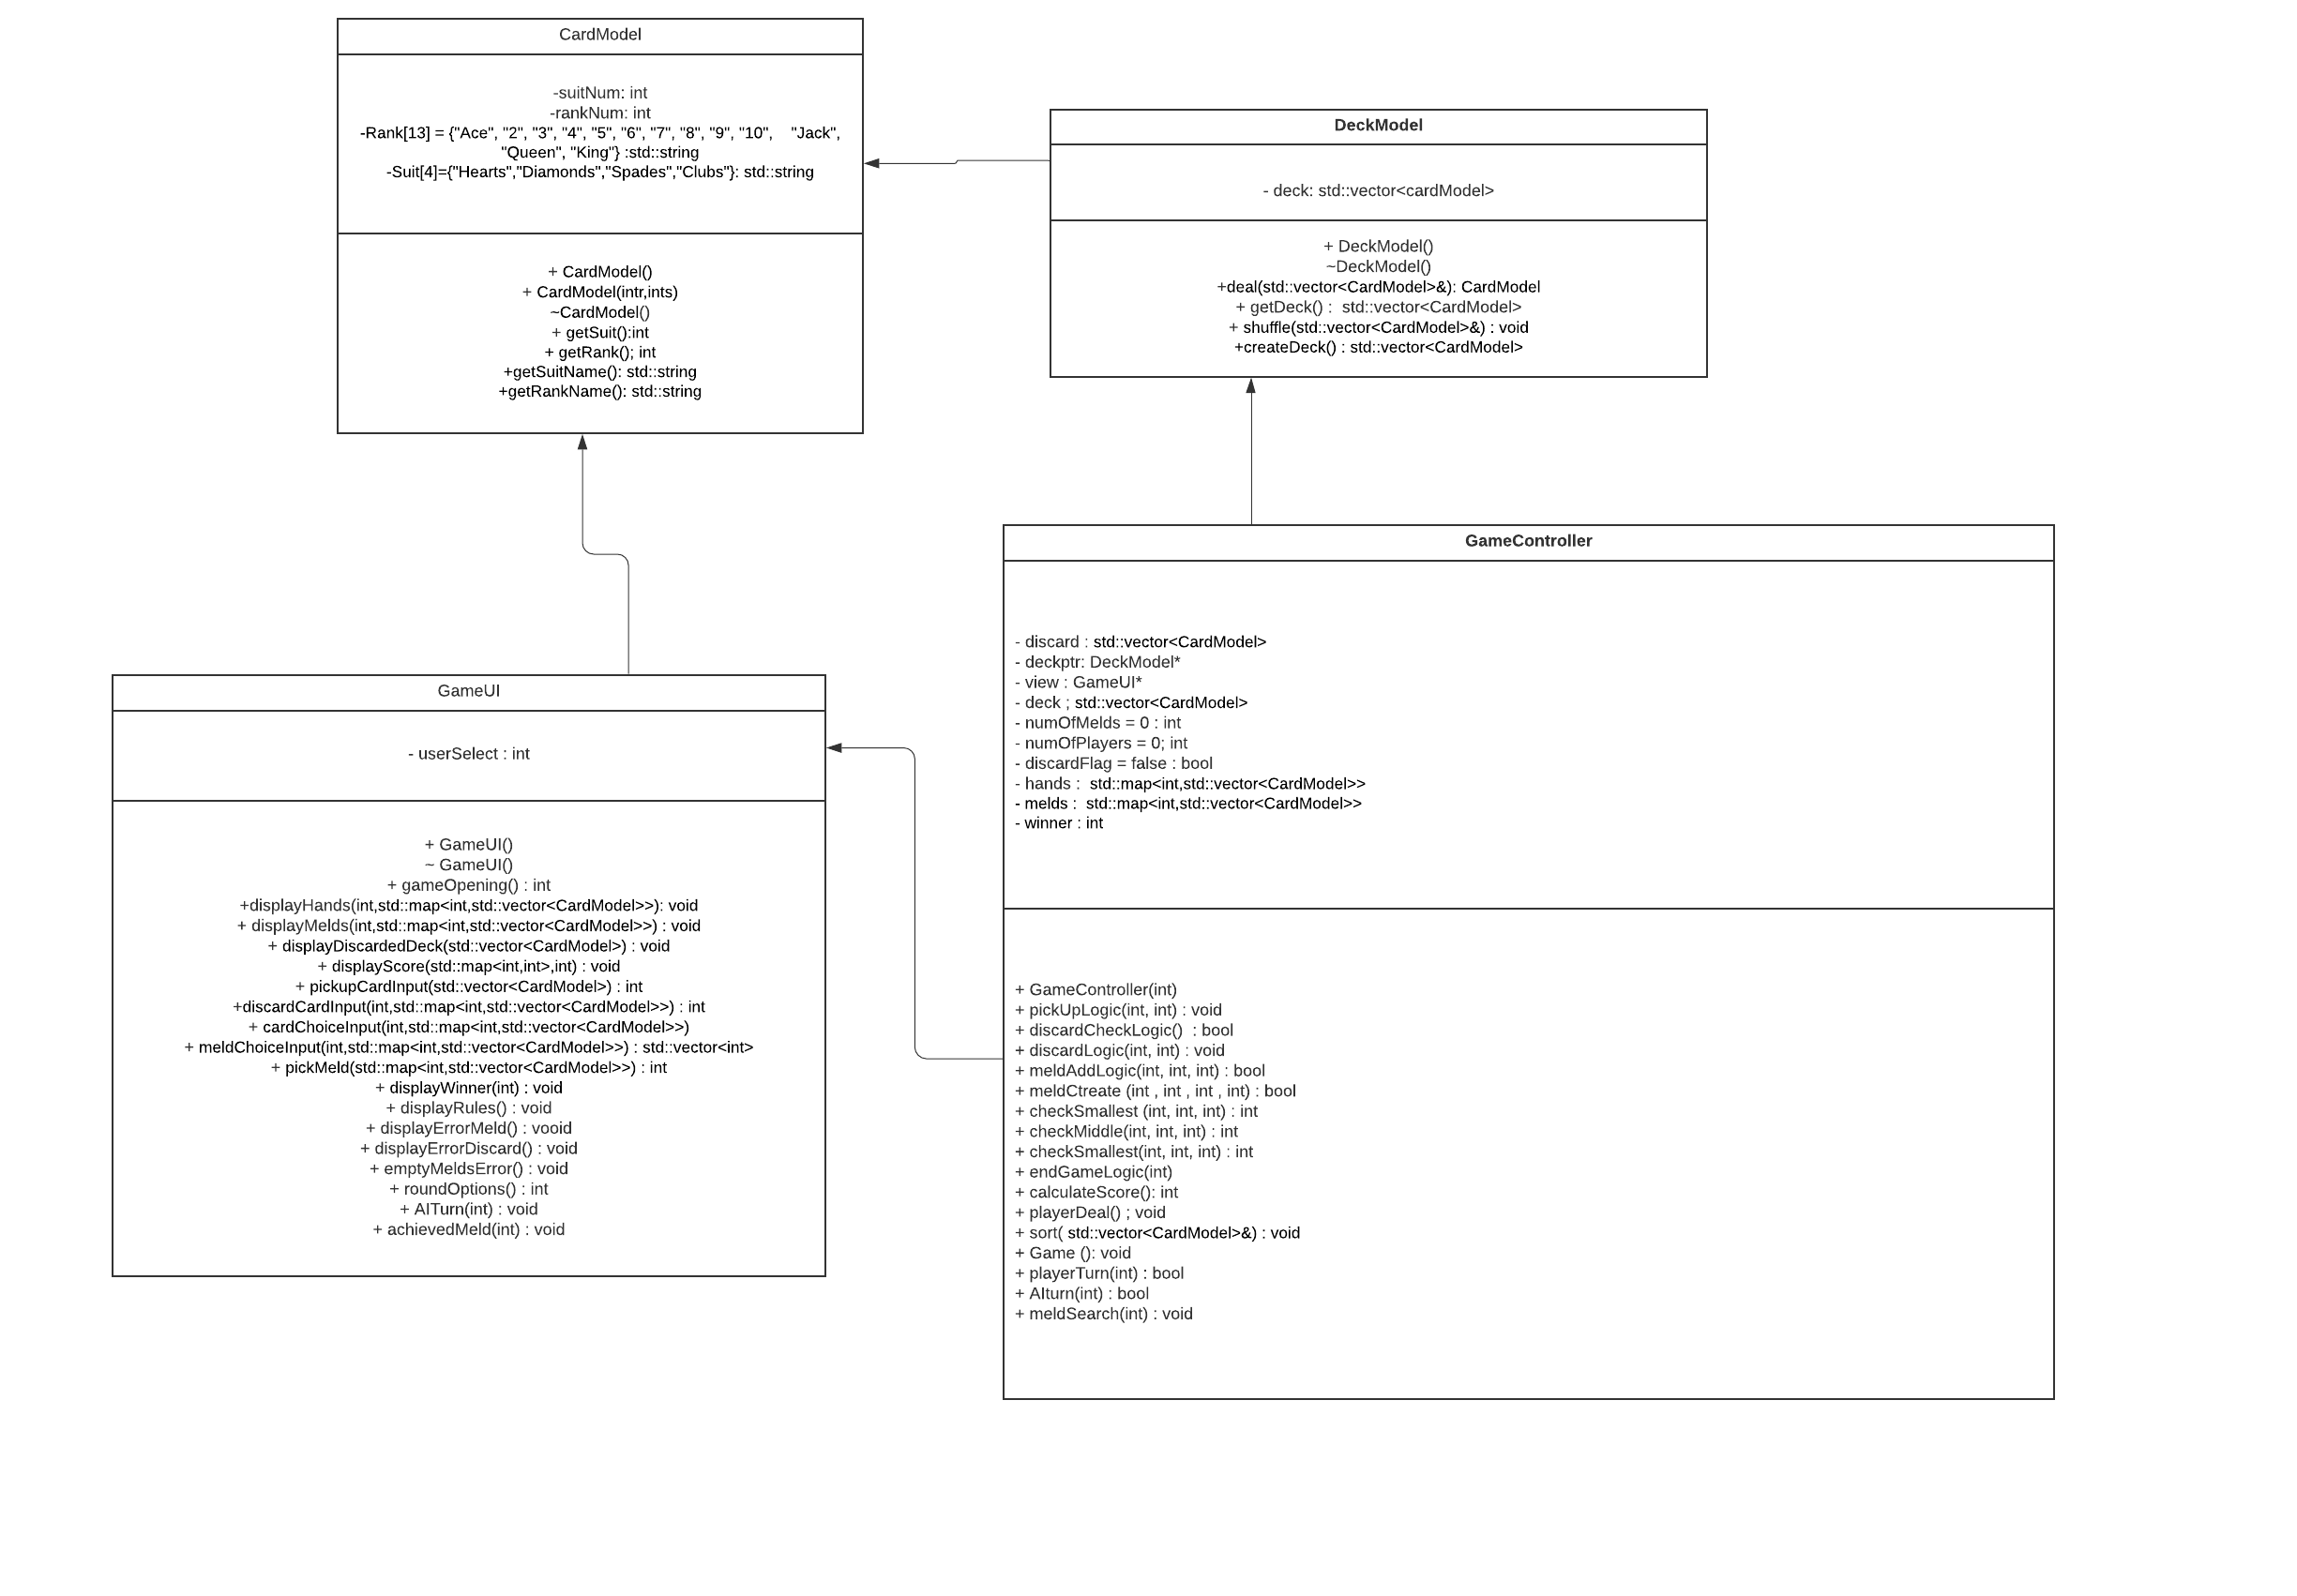 CardModel
-suitNum: int
-rankNum: int
-Rank[13] = {"Ace", "2", "3", "4", "5", "6", "7", "8", "9", "10", "Jack",
"Queen", "King"} :std::string
-Suit[4]={"Hearts","Diamonds","Spades","Clubs"}: std::string
+ CardModel()
+ CardModel(intr,ints)
~CardModel()
+ getSuit():int
+ getRank(); int
+getSuitName(): std::string
+getRankName(): std::string
DeckModel
- deck: std::vector<cardModel>
+ DeckModel()
~DeckModel()
+deal(std::vector<CardModel>&): CardModel
+ getDeck() : std::vector<CardModel>
+ shuffle(std::vector<CardModel>&) : void
+createDeck() : std::vector<CardModel>
GameUI
- userSelect : int
+ GameUI()
~ GameUI()
+ gameOpening() : int
+displayHands(int,std::map<int,std::vector<CardModel>>): void
+ displayMelds(int,std::map<int,std::vector<CardModel>>) : void
+ displayDiscardedDeck(std::vector<CardModel>) : void
+ displayScore(std::map<int,int>,int) : void
+ pickupCardInput(std::vector<CardModel>) : int
+discardCardInput(int,std::map<int,std::vector<CardModel>>) : int
+ cardChoiceInput(int,std::map<int,std::vector<CardModel>>)
+ meldChoiceInput(int,std::map<int,std::vector<CardModel>>) : std::vector<int>
+ pickMeld(std::map<int,std::vector<CardModel>>) : int
+ displayWinner(int) : void
+ displayRules() : void
+ displayErrorMeld() : vooid
+ displayErrorDiscard() : void
+ emptyMeldsError() : void
+ roundOptions() : int
+ AITurn(int) : void
+ achievedMeld(int) : void
GameController
- discard : std::vector<CardModel>
- deckptr: DeckModel*
- view : GameUI*
- deck ; std::vector<CardModel>
- numOfMelds = 0 : int
- numOfPlayers = 0; int
- discardFlag = false : bool
- hands : std::map<int,std::vector<CardModel>>
- melds : std::map<int,std::vector<CardModel>>
- winner : int
+ GameController(int)
+ pickUpLogic(int, int) : void
+ discardCheckLogic() : bool
+ discardLogic(int, int) : void
+ meldAddLogic(int, int, int) : bool
+ meldCtreate (int , int , int , int) : bool
+ checkSmallest (int, int, int) : int
+ checkMiddle(int, int, int) : int
+ checkSmallest(int, int, int) : int
+ endGameLogic(int)
+ calculateScore(): int
+ playerDeal() ; void
+ sort( std::vector<CardModel>&) : void
+ Game (): void
+ playerTurn(int) : bool
+ AIturn(int) : bool
+ meldSearch(int) : void